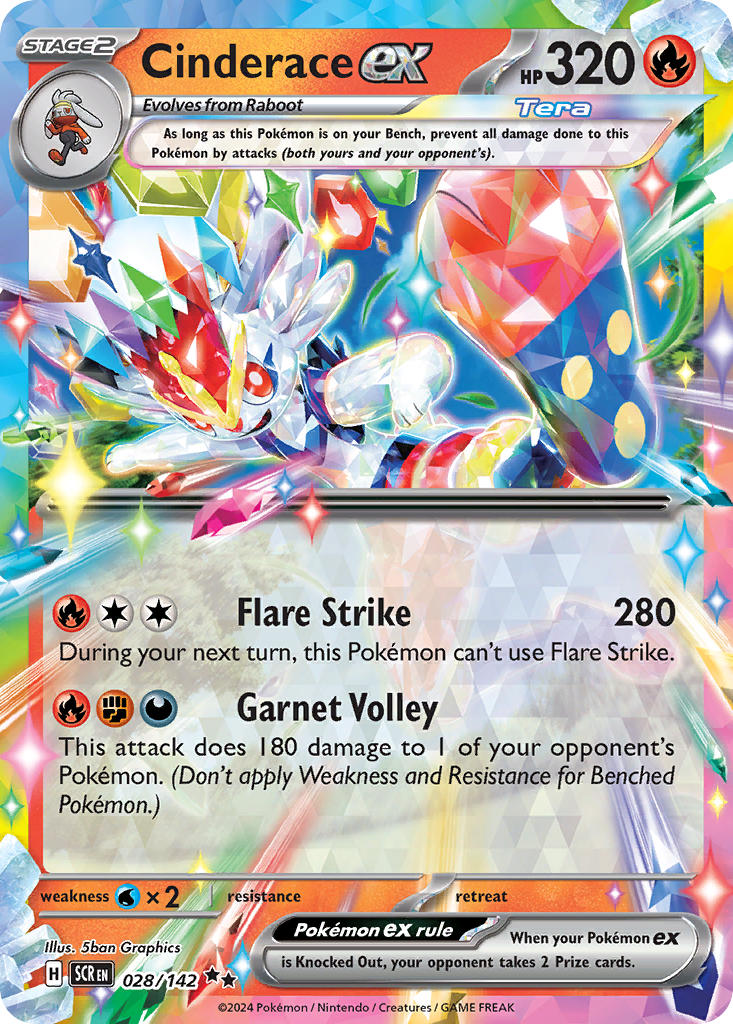 STAGE2
Cinderace ex
HP 320
Evolves from Raboot
Tera
As long as this Pokémon is on your Bench, prevent all damage done to this
Pokémon by attacks (both yours and your opponent's).
Flare Strike 280
During your next turn, this Pokémon can't use Flare Strike.
Garnet Volley
This attack does 180 damage to 1 of your opponent's
Pokémon. (Don't apply Weakness and Resistance for Benched
Pokémon.)
weakness ×2 resistance retreat
Illus. 5ban Graphics
Pokémon ex rule
When your Pokémon ex
is Knocked Out, your opponent takes 2 Prize cards.
H SCR EN 028/142 ★★
©2024 Pokémon / Nintendo / Creatures / GAME FREAK